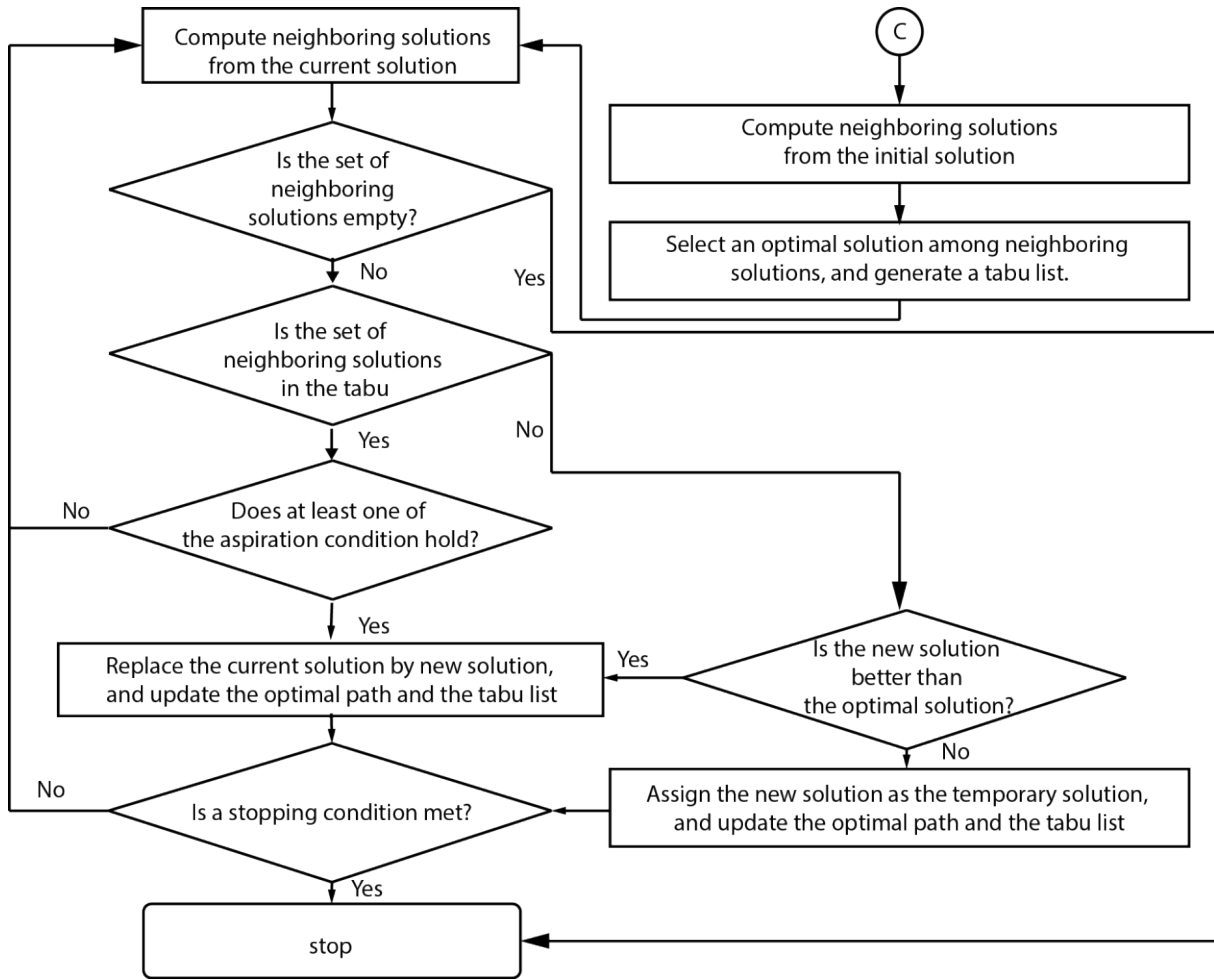 Compute neighboring solutions
from the current solution
C
Compute neighboring solutions
from the initial solution
Is the set of
neighboring
solutions empty?
Select an optimal solution among neighboring
solutions, and generate a tabu list.
No
Yes
Is the set of
neighboring solutions
in the tabu
No
Yes
Does at least one of
the aspiration condition hold?
No
Yes
Replace the current solution by new solution,
and update the optimal path and the tabu list
Yes
Is the new solution
better than
the optimal solution?
No
Assign the new solution as the temporary solution,
and update the optimal path and the tabu list
Is a stopping condition met?
No
Yes
stop